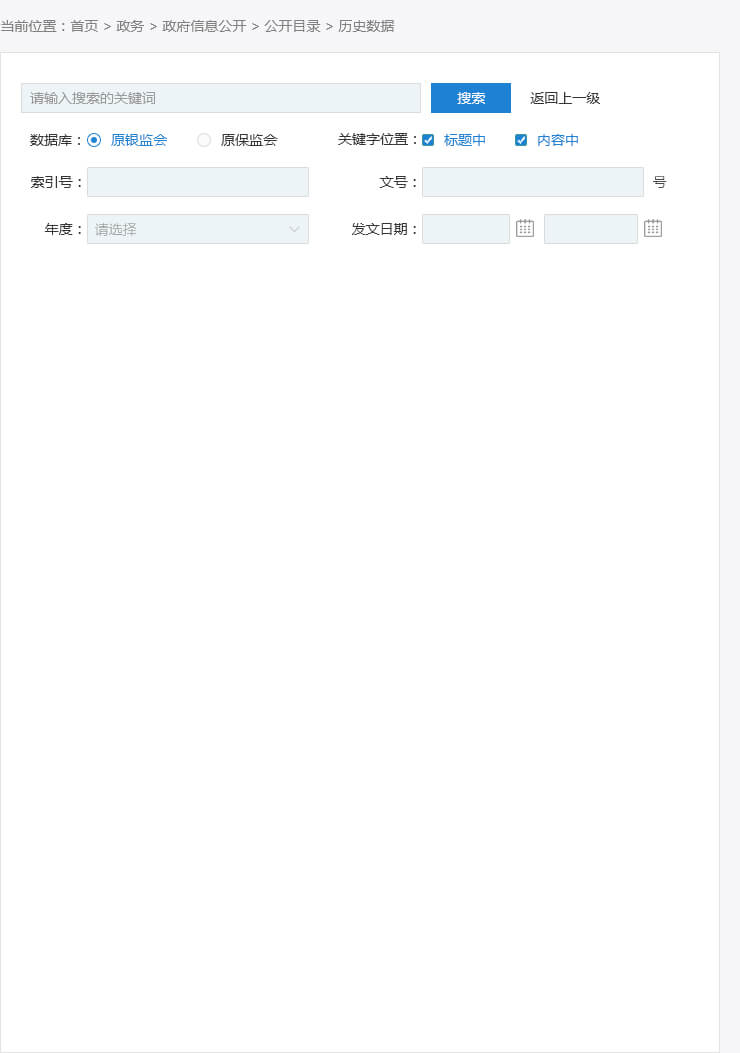 当前位置：首页 > 政务 > 政府信息公开 > 公开目录 > 历史数据
请输入搜索的关键词 搜索 返回上一级
数据库： 原银监会 原保监会 关键字位置： 标题中 内容中
索引号： 文号： 号
年度： 请选择 发文日期：